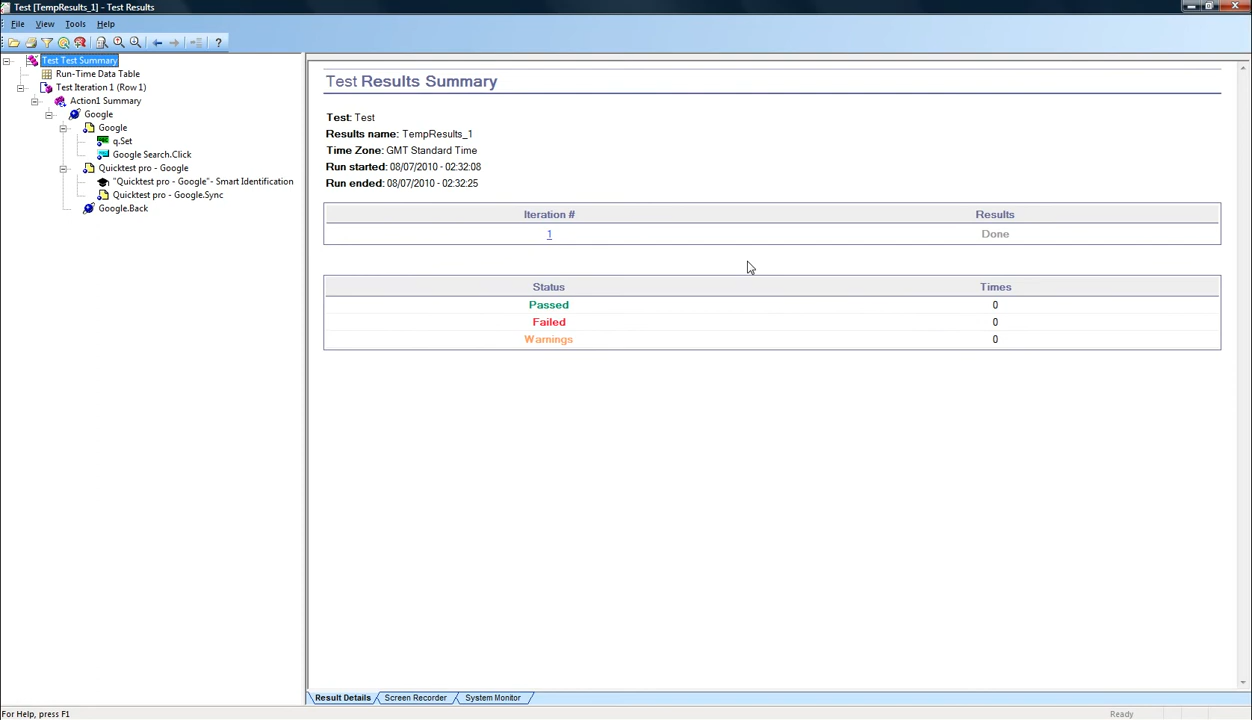 Test [TempResults_1] - Test Results
File View Tools Help
Test Test Summary
Run-Time Data Table
Test Iteration 1 (Row 1)
Action1 Summary
Google
Google
q.Set
Google Search.Click
Quicktest pro - Google
"Quicktest pro - Google"- Smart Identification
Quicktest pro - Google.Sync
Google.Back
Test Results Summary
Test: Test
Results name: TempResults_1
Time Zone: GMT Standard Time
Run started: 08/07/2010 - 02:32:08
Run ended: 08/07/2010 - 02:32:25
Iteration # Results
1 Done
Status Times
Passed 0
Failed 0
Warnings 0
Result Details Screen Recorder System Monitor
For Help, press F1 Ready